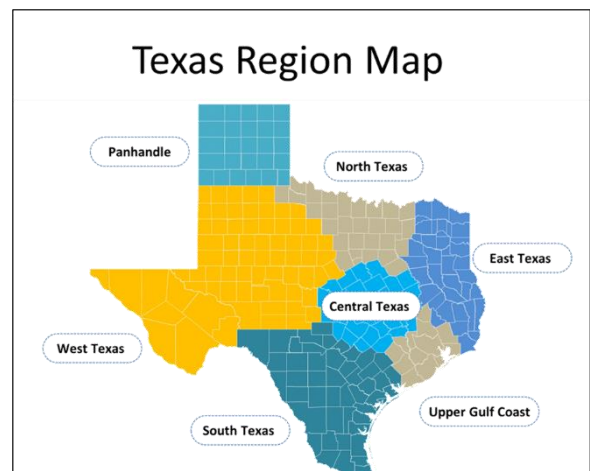 Texas Region Map
Panhandle
North Texas
East Texas
Central Texas
West Texas
Upper Gulf Coast
South Texas